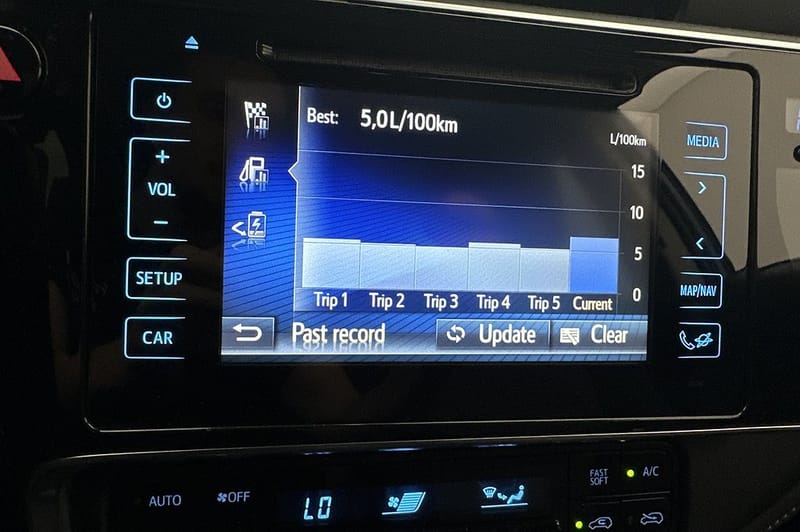 Best: 5,0L/100km
L/100km
15
10
5
0
Trip 1 Trip 2 Trip 3 Trip 4 Trip 5 Current
Past record Update Clear
+
VOL
−
SETUP
CAR
MEDIA
MAP/NAV
AUTO OFF LO
FAST
SOFT
A/C